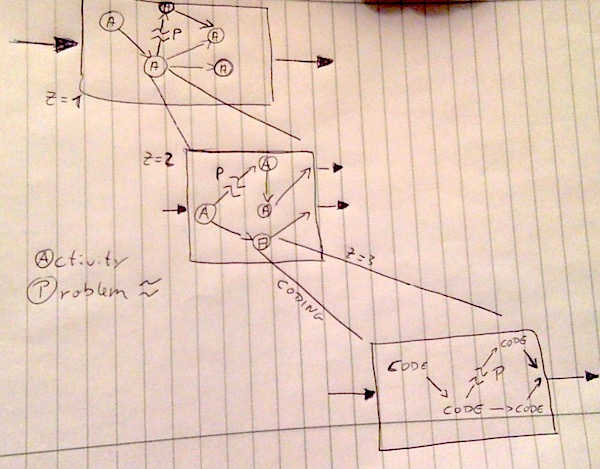 A
A
P
A
A
A
Z=1
Z=2
P
A
A
A
A
Z=3
Activity
Problem ≈
CODING
CODE
CODE
P
CODE → CODE